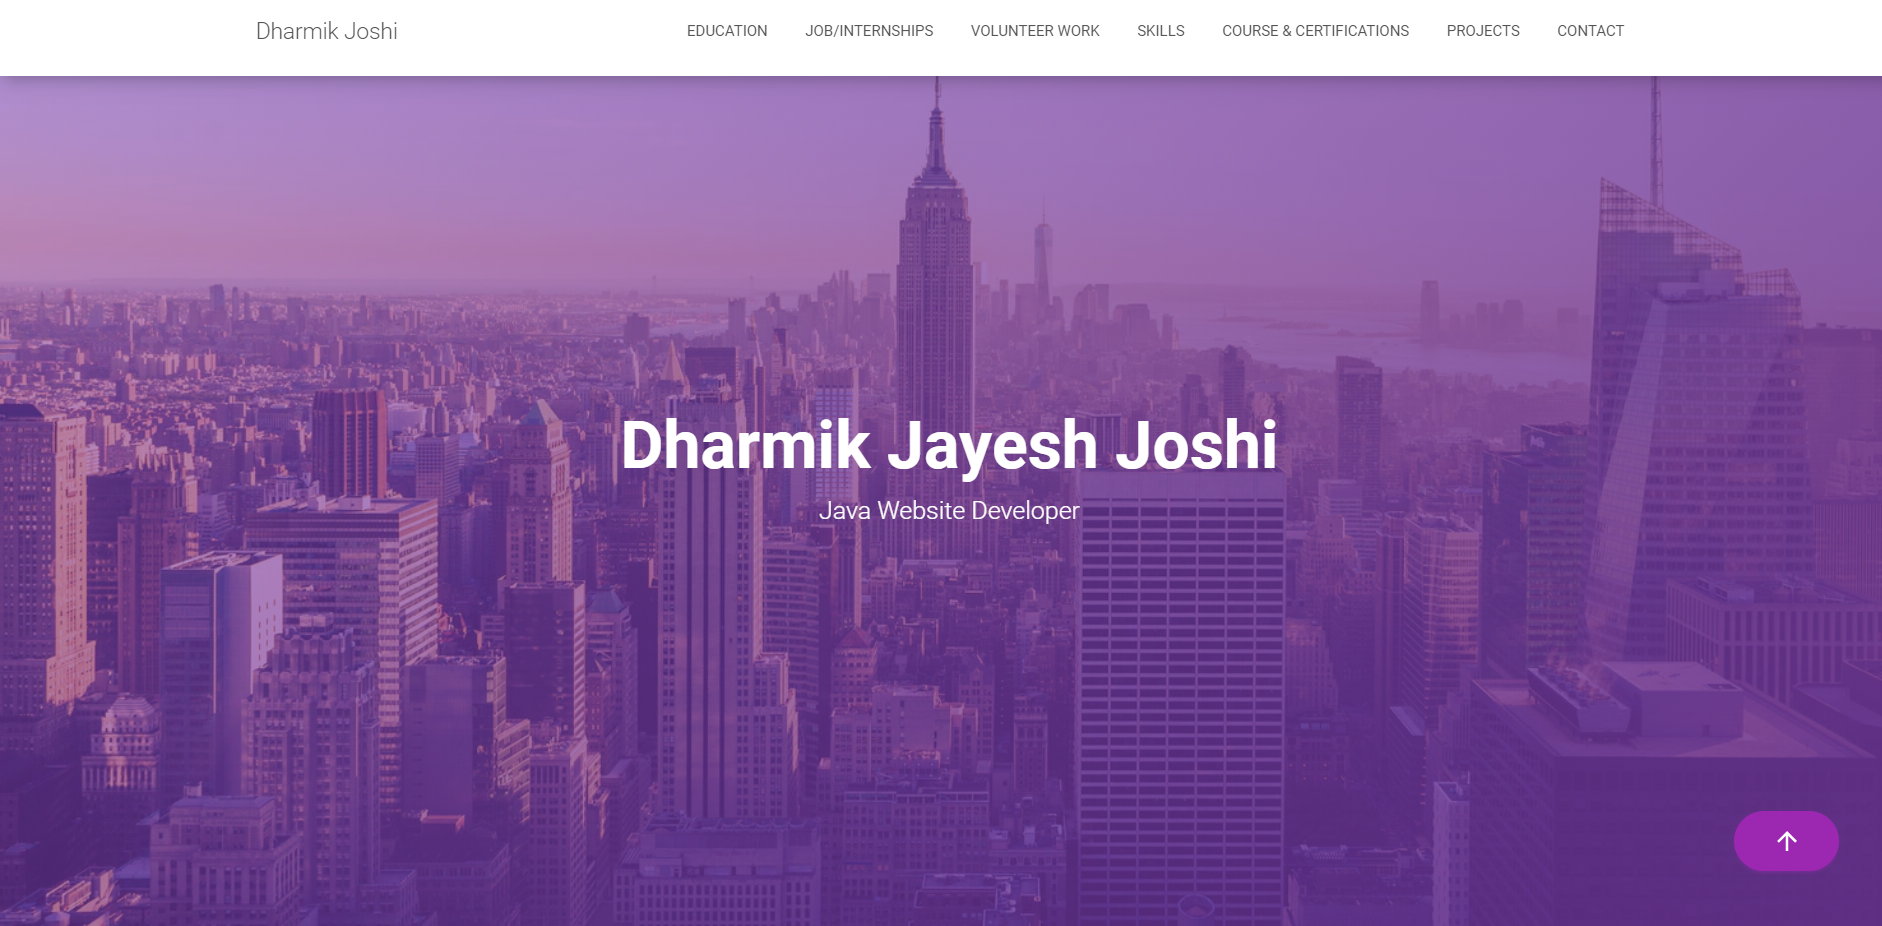 Dharmik Joshi
EDUCATION JOB/INTERNSHIPS VOLUNTEER WORK SKILLS COURSE & CERTIFICATIONS PROJECTS CONTACT
Dharmik Jayesh Joshi
Java Website Developer